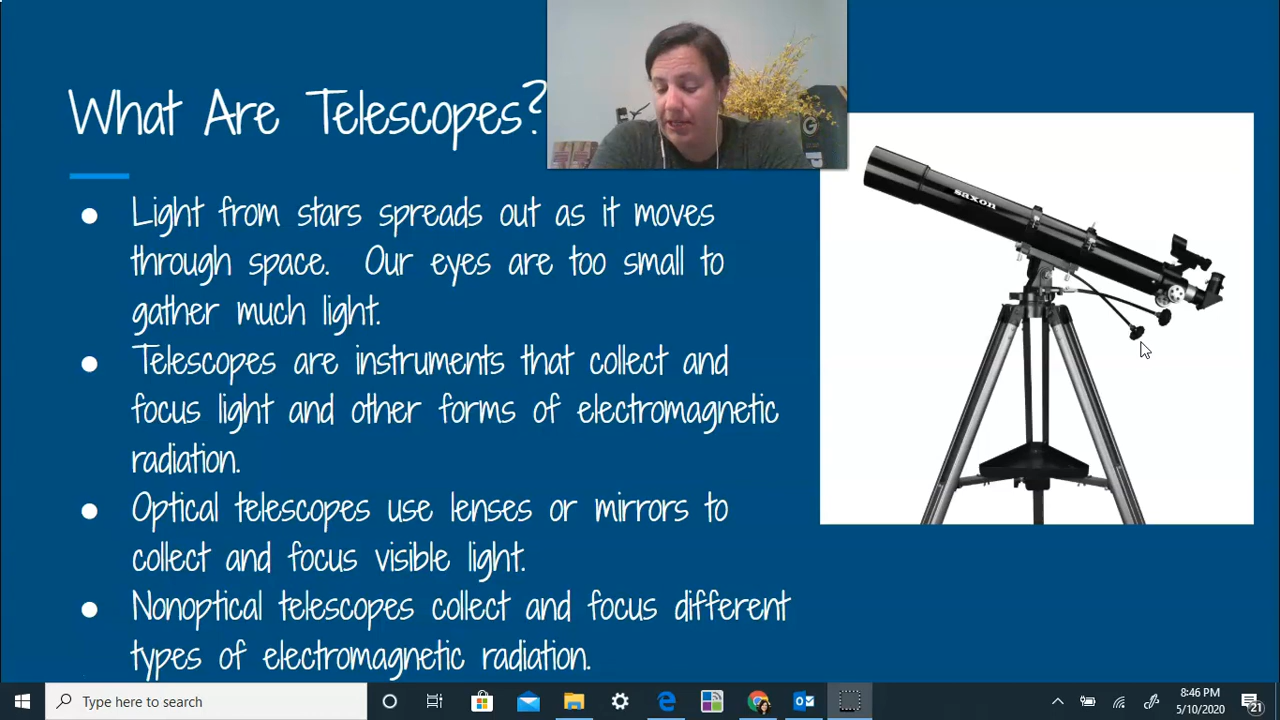 What Are Telescopes?
● Light from stars spreads out as it moves
through space. Our eyes are too small to
gather much light.
● Telescopes are instruments that collect and
focus light and other forms of electromagnetic
radiation.
● Optical telescopes use lenses or mirrors to
collect and focus visible light.
● Nonoptical telescopes collect and focus different
types of electromagnetic radiation.
saxon
G
Type here to search
8:46 PM
5/10/2020
21